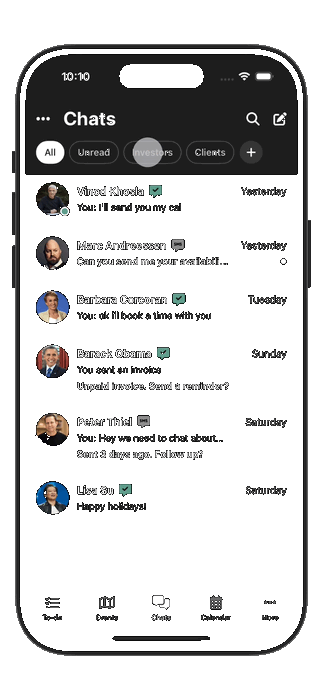 10:10
Chats
All Unread Investors Clients +
Vinod Khosla Yesterday
You: I'll send you my cal
Marc Andreessen Yesterday
Can you send me your availabili...
Barbara Corcoran Tuesday
You: ok i'll book a time with you
Barack Obama Sunday
You sent an invoice
Unpaid invoice. Send a reminder?
Peter Thiel Saturday
You: Hey we need to chat about...
Sent 3 days ago. Follow up?
Lisa Su Saturday
Happy holidays!
To-do Events Chats Calendar More